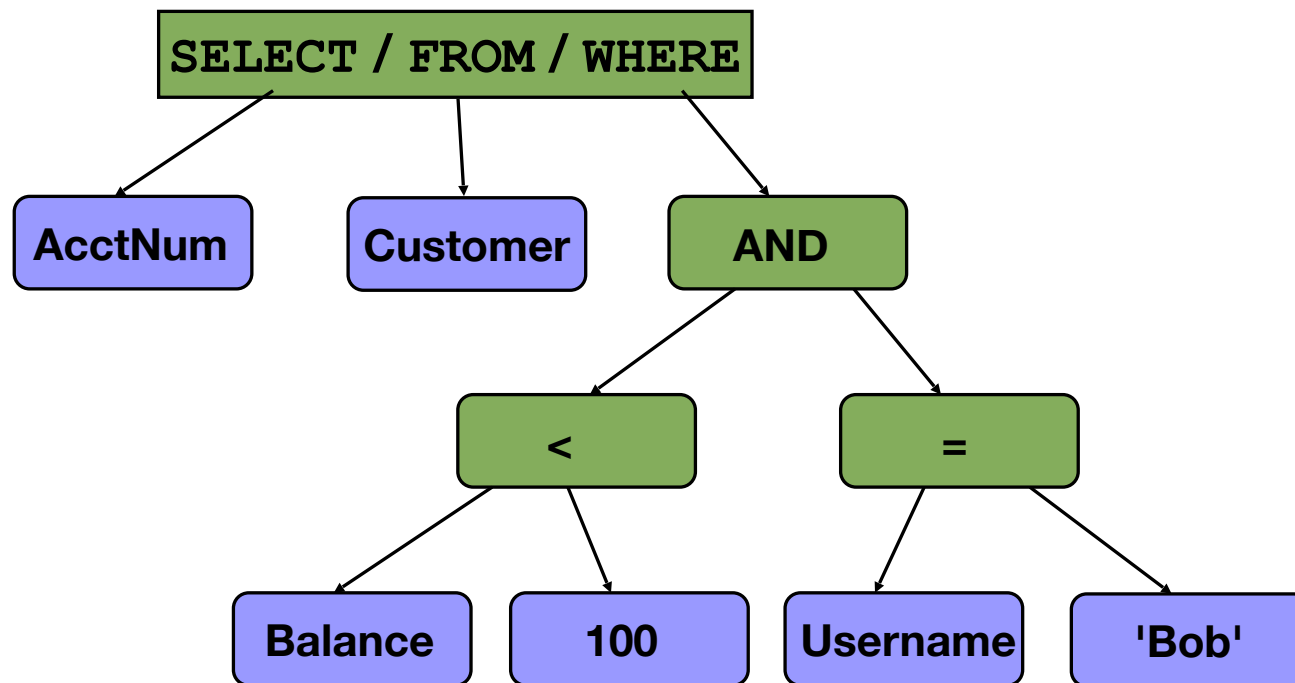 SELECT / FROM / WHERE
AcctNum
Customer
AND
<
=
Balance
100
Username
'Bob'